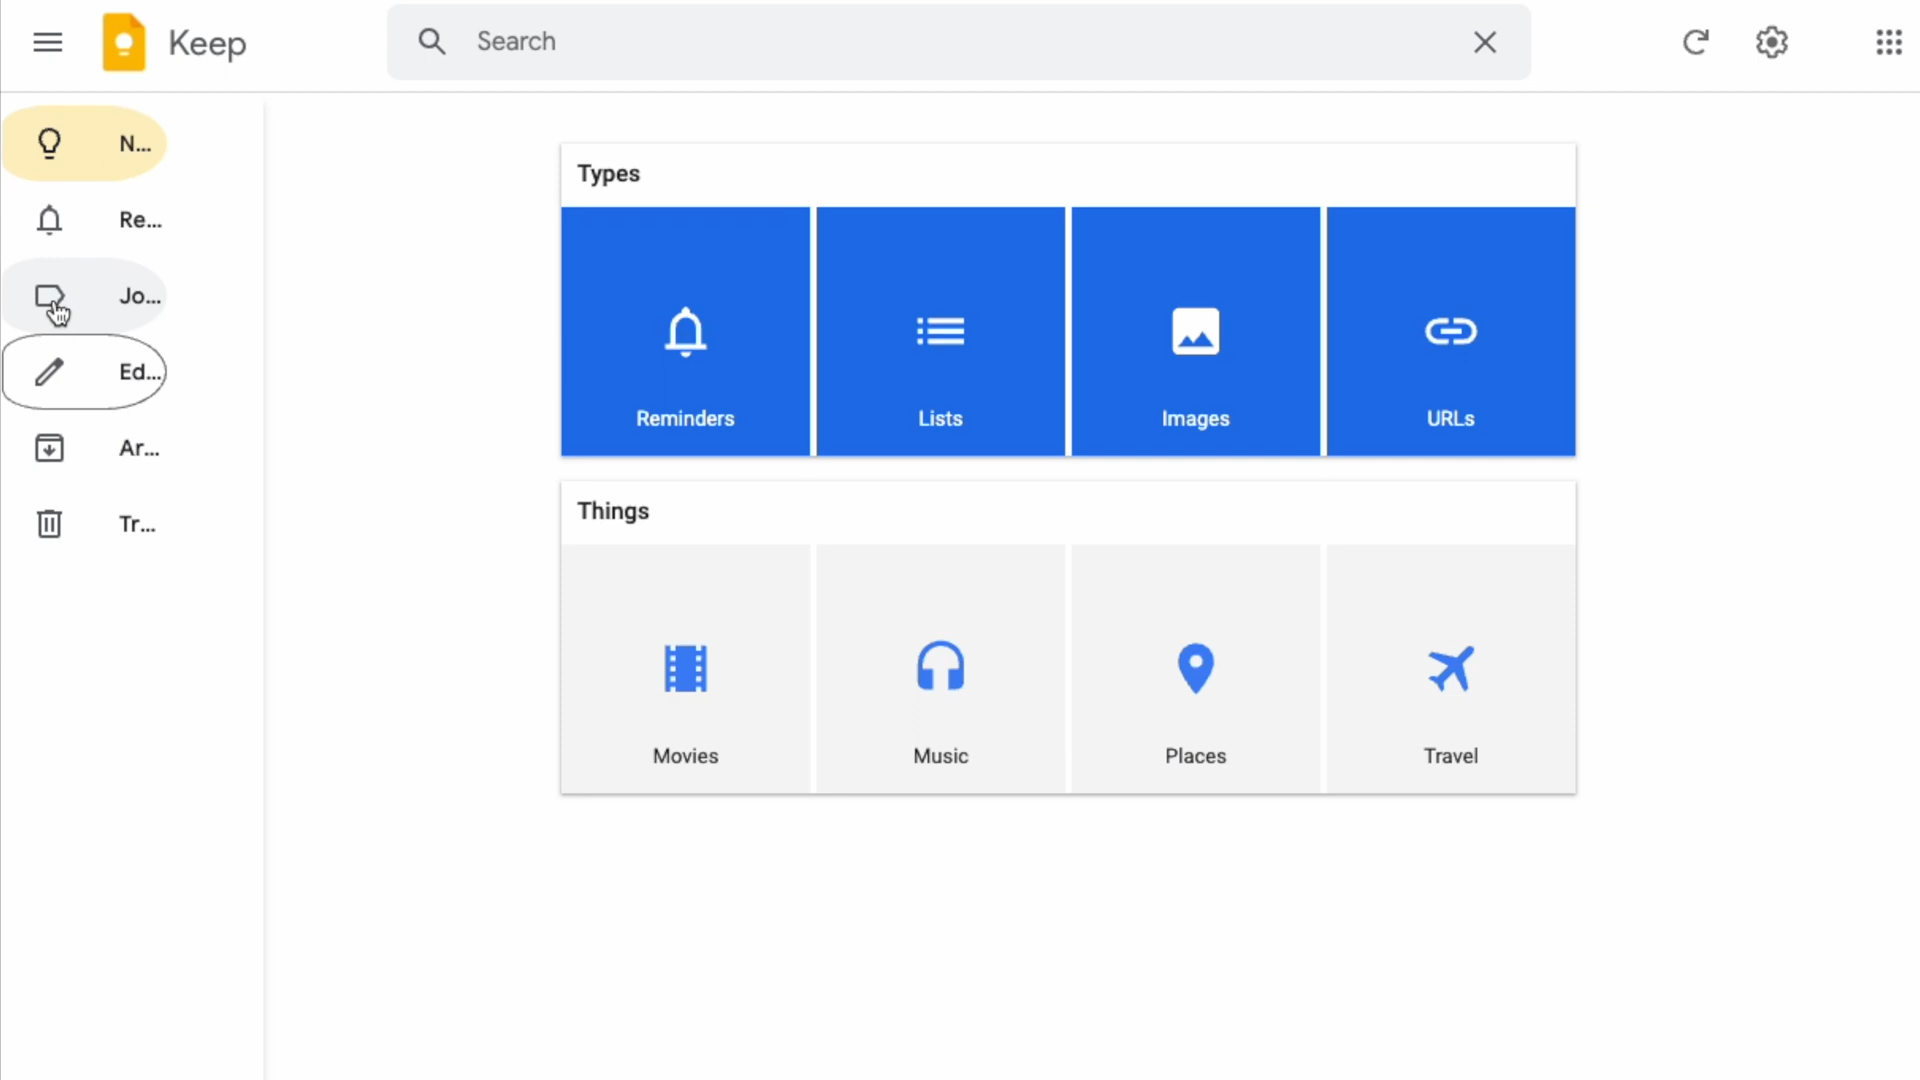 Keep
Search
N...
Re...
Jo...
Ed...
Ar...
Tr...
Types
Reminders
Lists
Images
URLs
Things
Movies
Music
Places
Travel